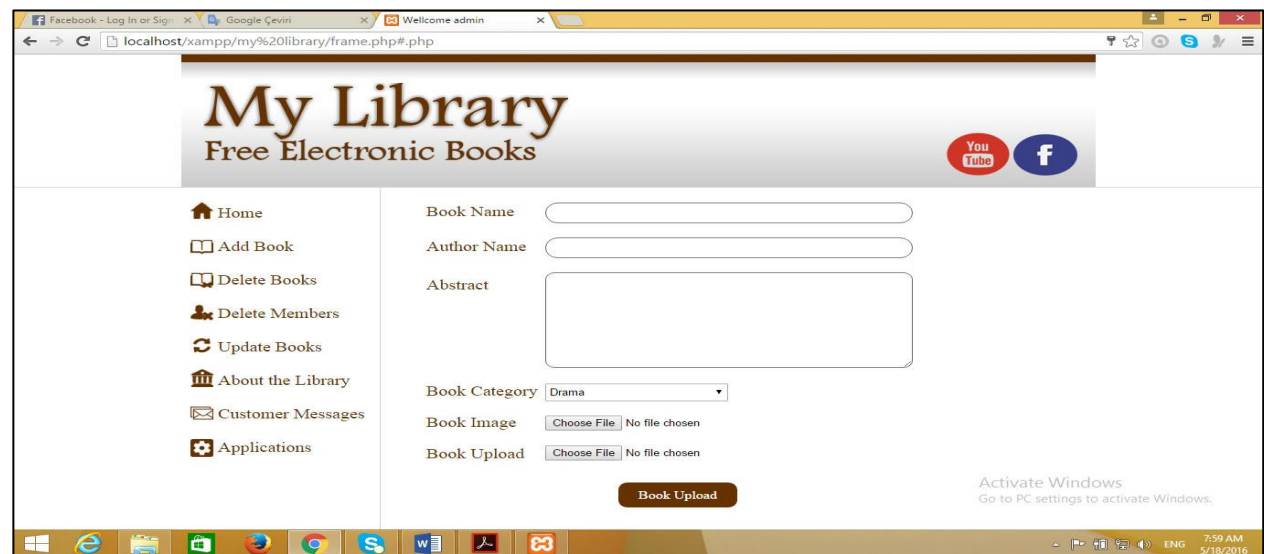 Facebook - Log In or Sign
Google Çeviri
Wellcome admin
localhost/xampp/my%20library/frame.php#.php
My Library
Free Electronic Books
You
Tube
f
Home
Add Book
Delete Books
Delete Members
Update Books
About the Library
Customer Messages
Applications
Book Name
Author Name
Abstract
Book Category Drama
Book Image Choose File No file chosen
Book Upload Choose File No file chosen
Book Upload
Activate Windows
Go to PC settings to activate Windows.
ENG
7:59 AM
5/18/2016